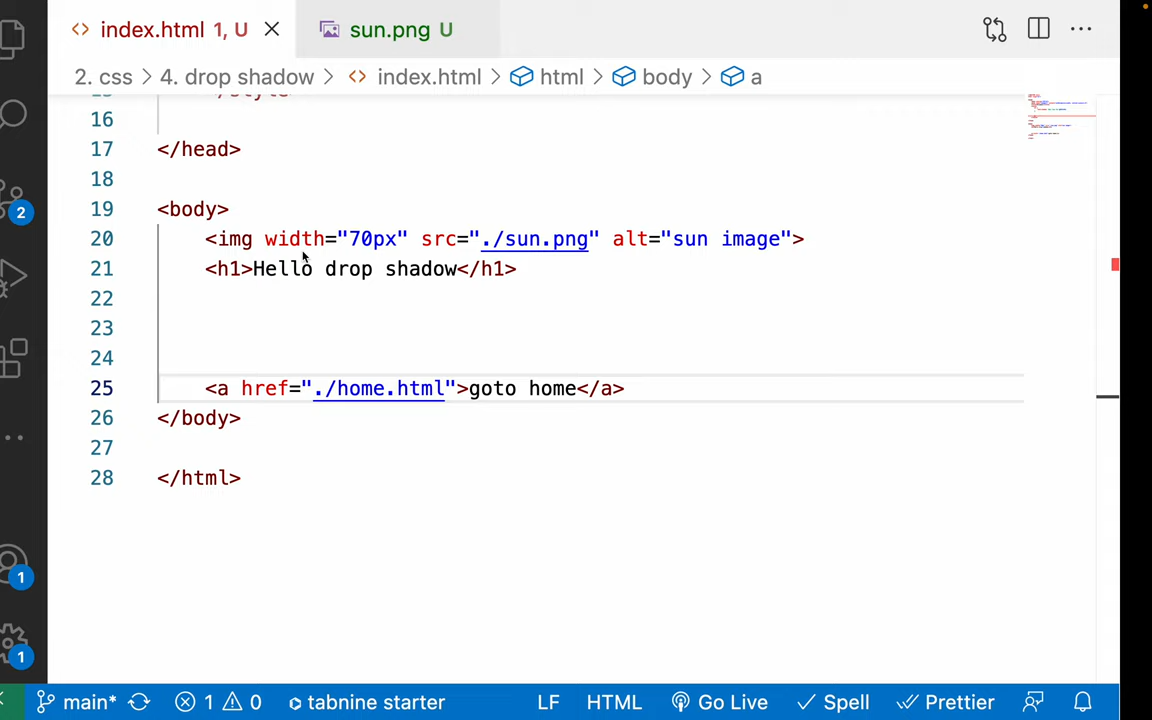 index.html 1, U
sun.png U
2. css > 4. drop shadow > index.html > html > body > a
16
17 </head>
18
19 <body>
20 <img width="70px" src="./sun.png" alt="sun image">
21 <h1>Hello drop shadow</h1>
22
23
24
25 <a href="./home.html">goto home</a>
26 </body>
27
28 </html>
2
1
1
main* 1 0 tabnine starter LF HTML Go Live Spell Prettier